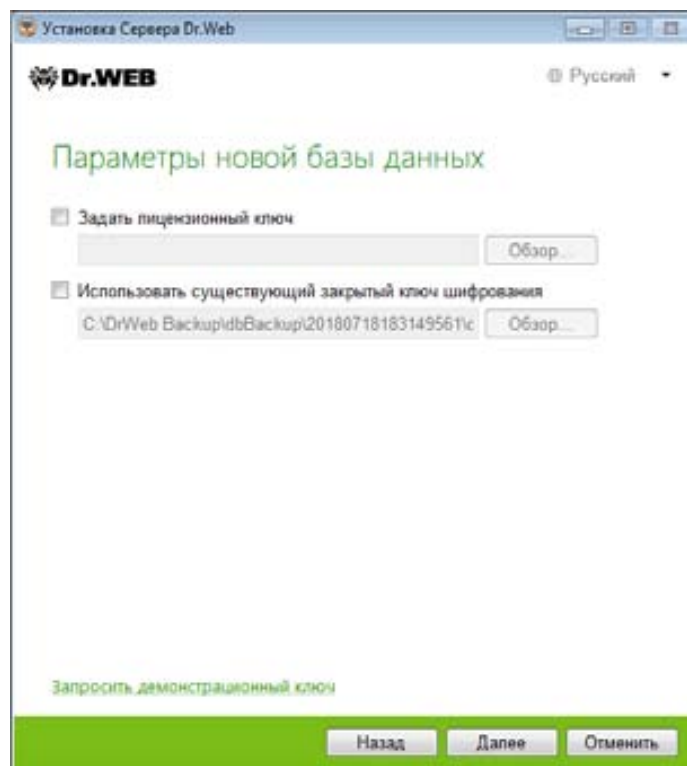 Установка Сервера Dr.Web
Dr.WEB
Русский
Параметры новой базы данных
Задать лицензионный ключ
Обзор...
Использовать существующий закрытый ключ шифрования
C:\DrWeb Backup\dbBackup\20180718183149561\c
Обзор...
Запросить демонстрационный ключ
Назад
Далее
Отменить